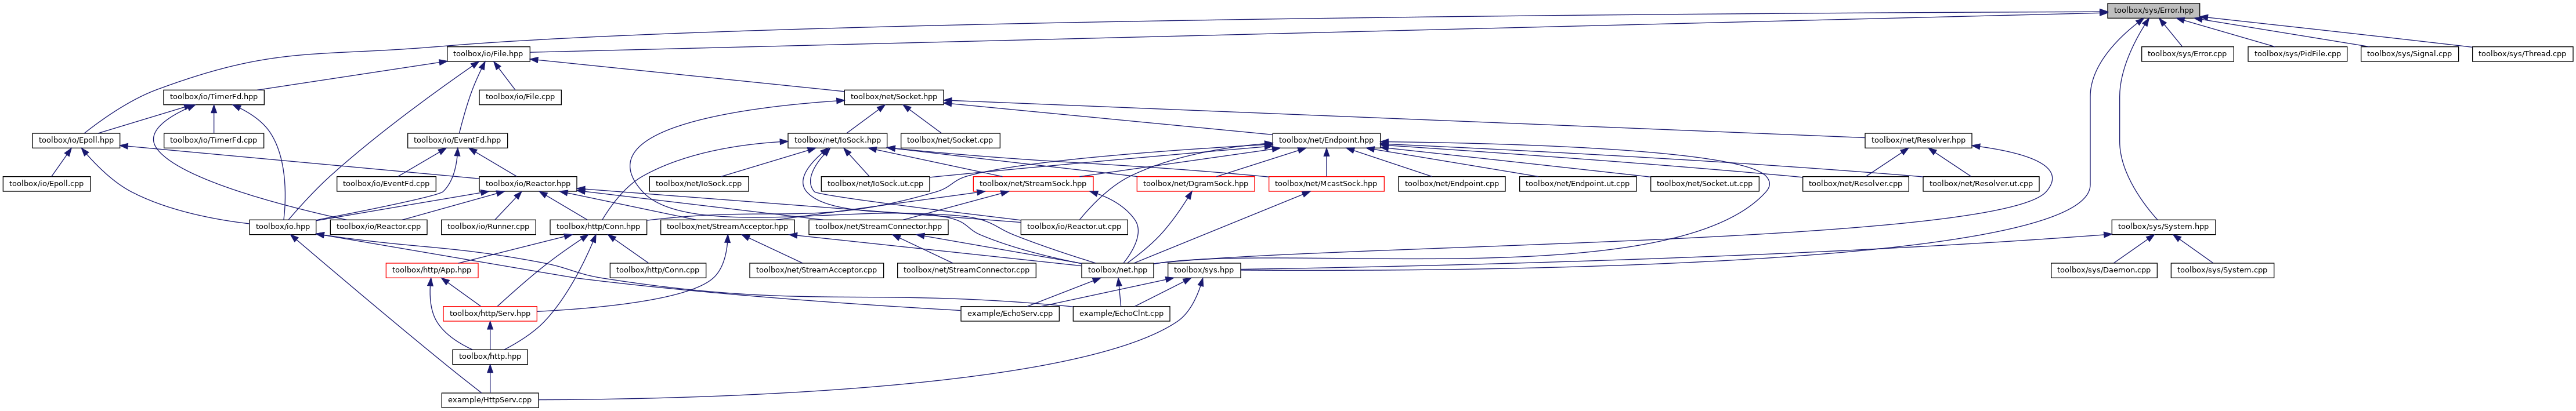 toolbox/sys/Error.hpp
toolbox/io/File.hpp
toolbox/sys/Error.cpp
toolbox/sys/PidFile.cpp
toolbox/sys/Signal.cpp
toolbox/sys/Thread.cpp
toolbox/io/TimerFd.hpp
toolbox/io/File.cpp
toolbox/net/Socket.hpp
toolbox/io/Epoll.hpp
toolbox/io/TimerFd.cpp
toolbox/io/EventFd.hpp
toolbox/net/IoSock.hpp
toolbox/net/Socket.cpp
toolbox/net/Endpoint.hpp
toolbox/net/Resolver.hpp
toolbox/io/Epoll.cpp
toolbox/io/EventFd.cpp
toolbox/io/Reactor.hpp
toolbox/net/IoSock.cpp
toolbox/net/IoSock.ut.cpp
toolbox/net/StreamSock.hpp
toolbox/net/DgramSock.hpp
toolbox/net/McastSock.hpp
toolbox/net/Endpoint.cpp
toolbox/net/Endpoint.ut.cpp
toolbox/net/Socket.ut.cpp
toolbox/net/Resolver.cpp
toolbox/net/Resolver.ut.cpp
toolbox/io.hpp
toolbox/io/Reactor.cpp
toolbox/io/Runner.cpp
toolbox/http/Conn.hpp
toolbox/net/StreamAcceptor.hpp
toolbox/net/StreamConnector.hpp
toolbox/io/Reactor.ut.cpp
toolbox/sys/System.hpp
toolbox/http/App.hpp
toolbox/http/Conn.cpp
toolbox/net/StreamAcceptor.cpp
toolbox/net/StreamConnector.cpp
toolbox/net.hpp
toolbox/sys.hpp
toolbox/sys/Daemon.cpp
toolbox/sys/System.cpp
toolbox/http/Serv.hpp
example/EchoServ.cpp
example/EchoClnt.cpp
toolbox/http.hpp
example/HttpServ.cpp